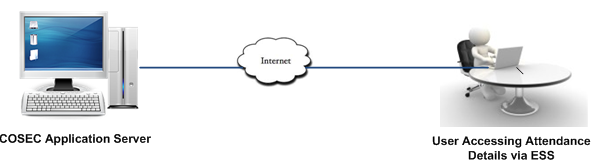 Internet
COSEC Application Server
User Accessing Attendance
Details via ESS